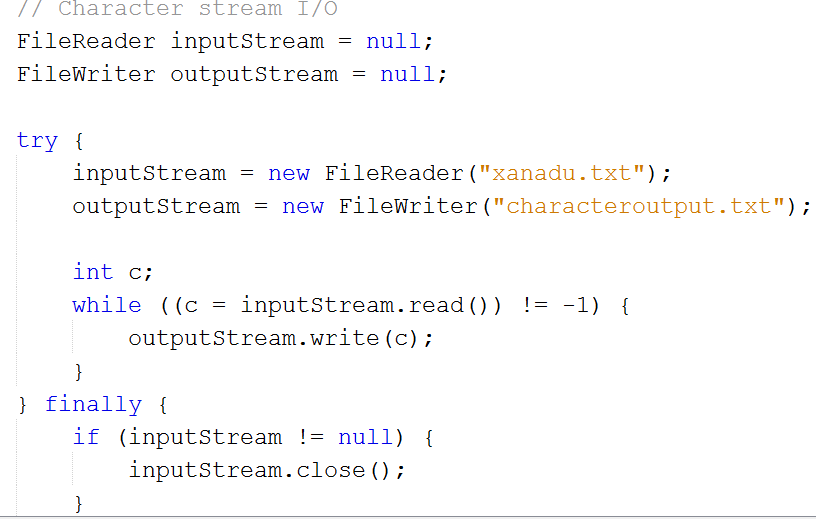 // Character stream I/O
FileReader inputStream = null;
FileWriter outputStream = null;

try {
    inputStream = new FileReader("xanadu.txt");
    outputStream = new FileWriter("characteroutput.txt");

    int c;
    while ((c = inputStream.read()) != -1) {
        outputStream.write(c);
    }
} finally {
    if (inputStream != null) {
        inputStream.close();
    }